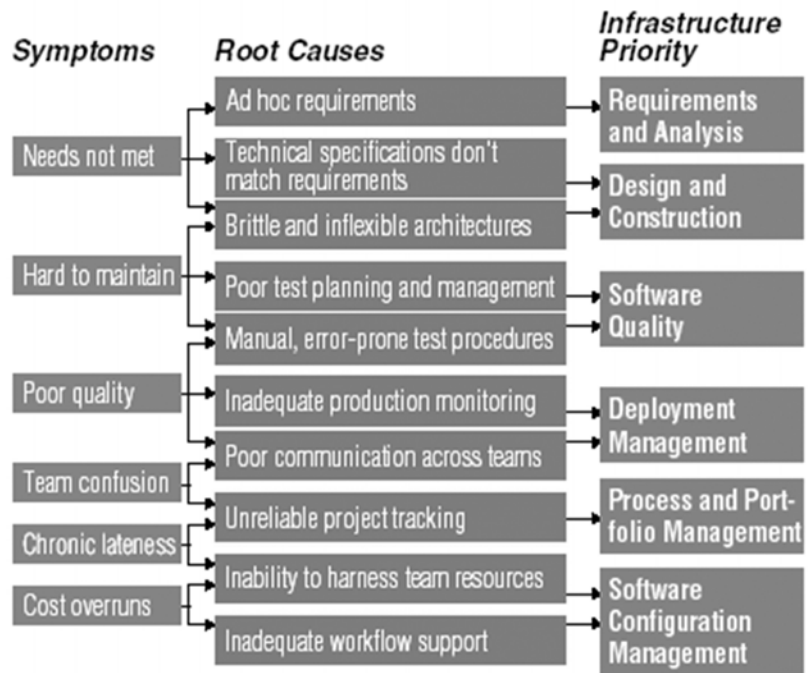 Symptoms
Root Causes
Infrastructure
Priority
Needs not met
Hard to maintain
Poor quality
Team confusion
Chronic lateness
Cost overruns
Ad hoc requirements
Technical specifications don't
match requirements
Brittle and inflexible architectures
Poor test planning and management
Manual, error-prone test procedures
Inadequate production monitoring
Poor communication across teams
Unreliable project tracking
Inability to harness team resources
Inadequate workflow support
Requirements
and Analysis
Design and
Construction
Software
Quality
Deployment
Management
Process and Port-
folio Management
Software
Configuration
Management